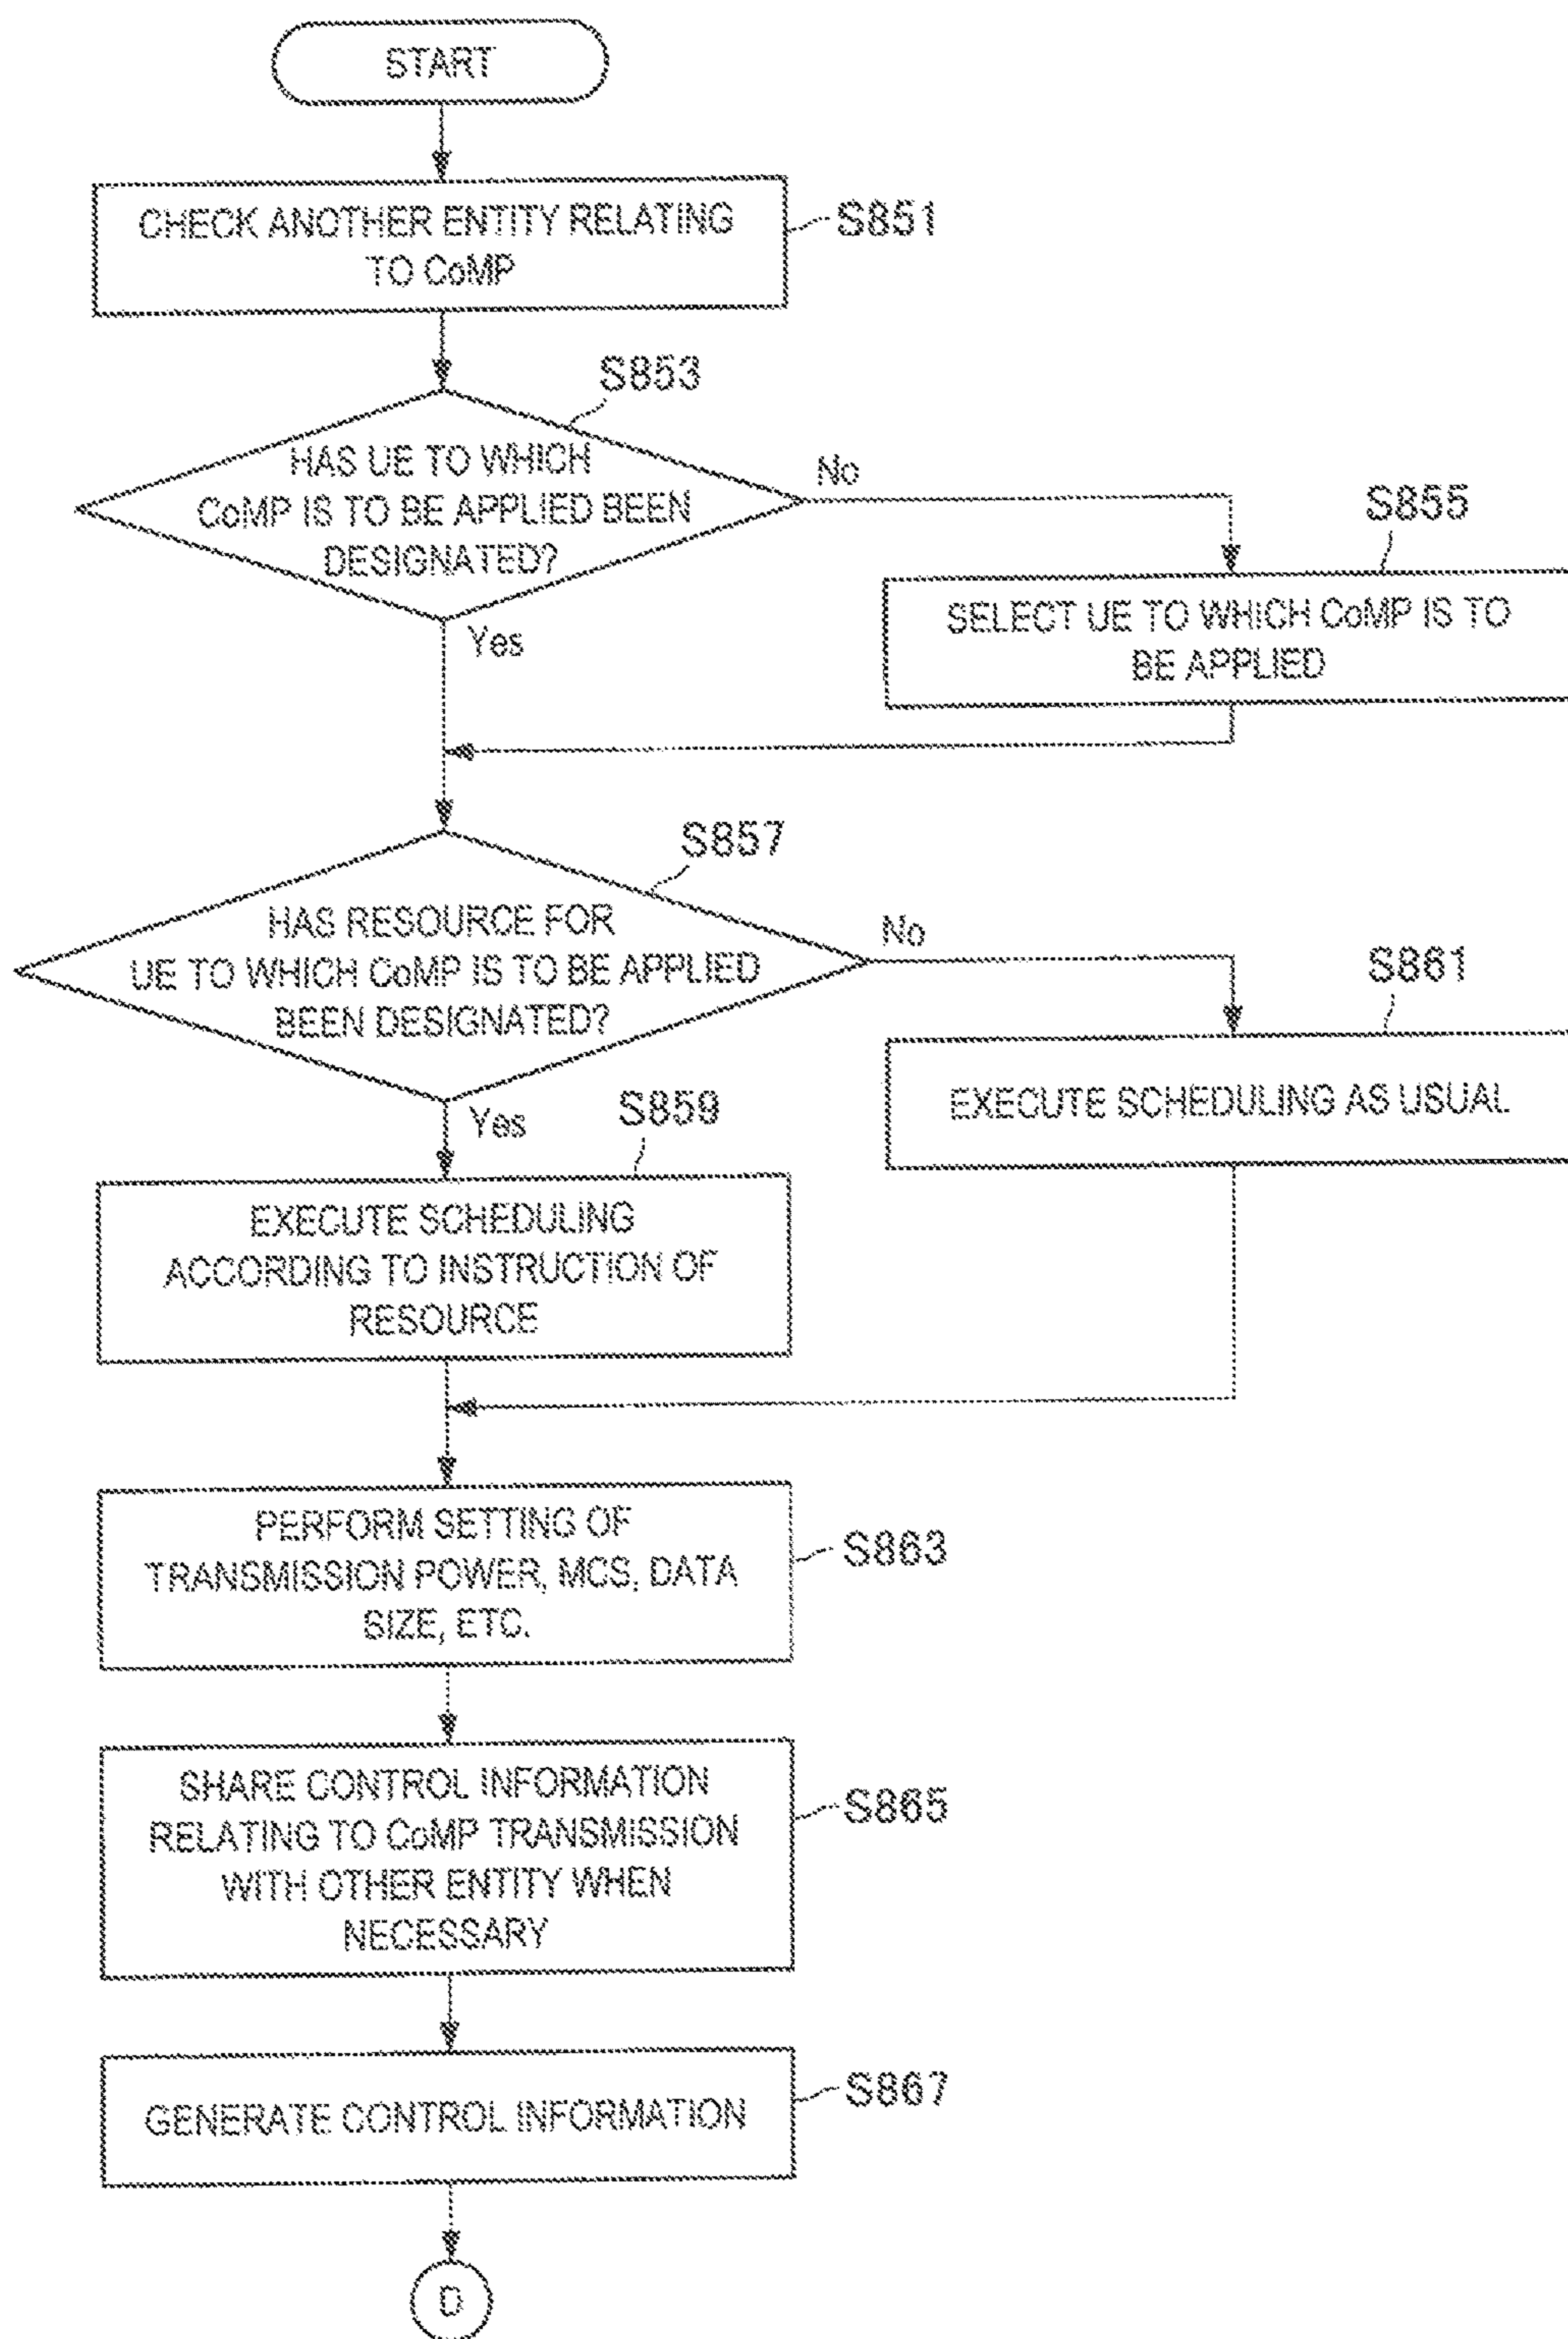 START
CHECK ANOTHER ENTITY RELATING
TO CoMP
S851
S853
HAS UE TO WHICH
CoMP IS TO BE APPLIED BEEN
DESIGNATED?
No
Yes
S855
SELECT UE TO WHICH CoMP IS TO
BE APPLIED
S857
HAS RESOURCE FOR
UE TO WHICH CoMP IS TO BE APPLIED
BEEN DESIGNATED?
No
Yes
S861
EXECUTE SCHEDULING AS USUAL
S859
EXECUTE SCHEDULING
ACCORDING TO INSTRUCTION OF
RESOURCE
PERFORM SETTING OF
TRANSMISSION POWER, MCS, DATA
SIZE, ETC.
S863
SHARE CONTROL INFORMATION
RELATING TO CoMP TRANSMISSION
WITH OTHER ENTITY WHEN
NECESSARY
S865
GENERATE CONTROL INFORMATION
S867
D